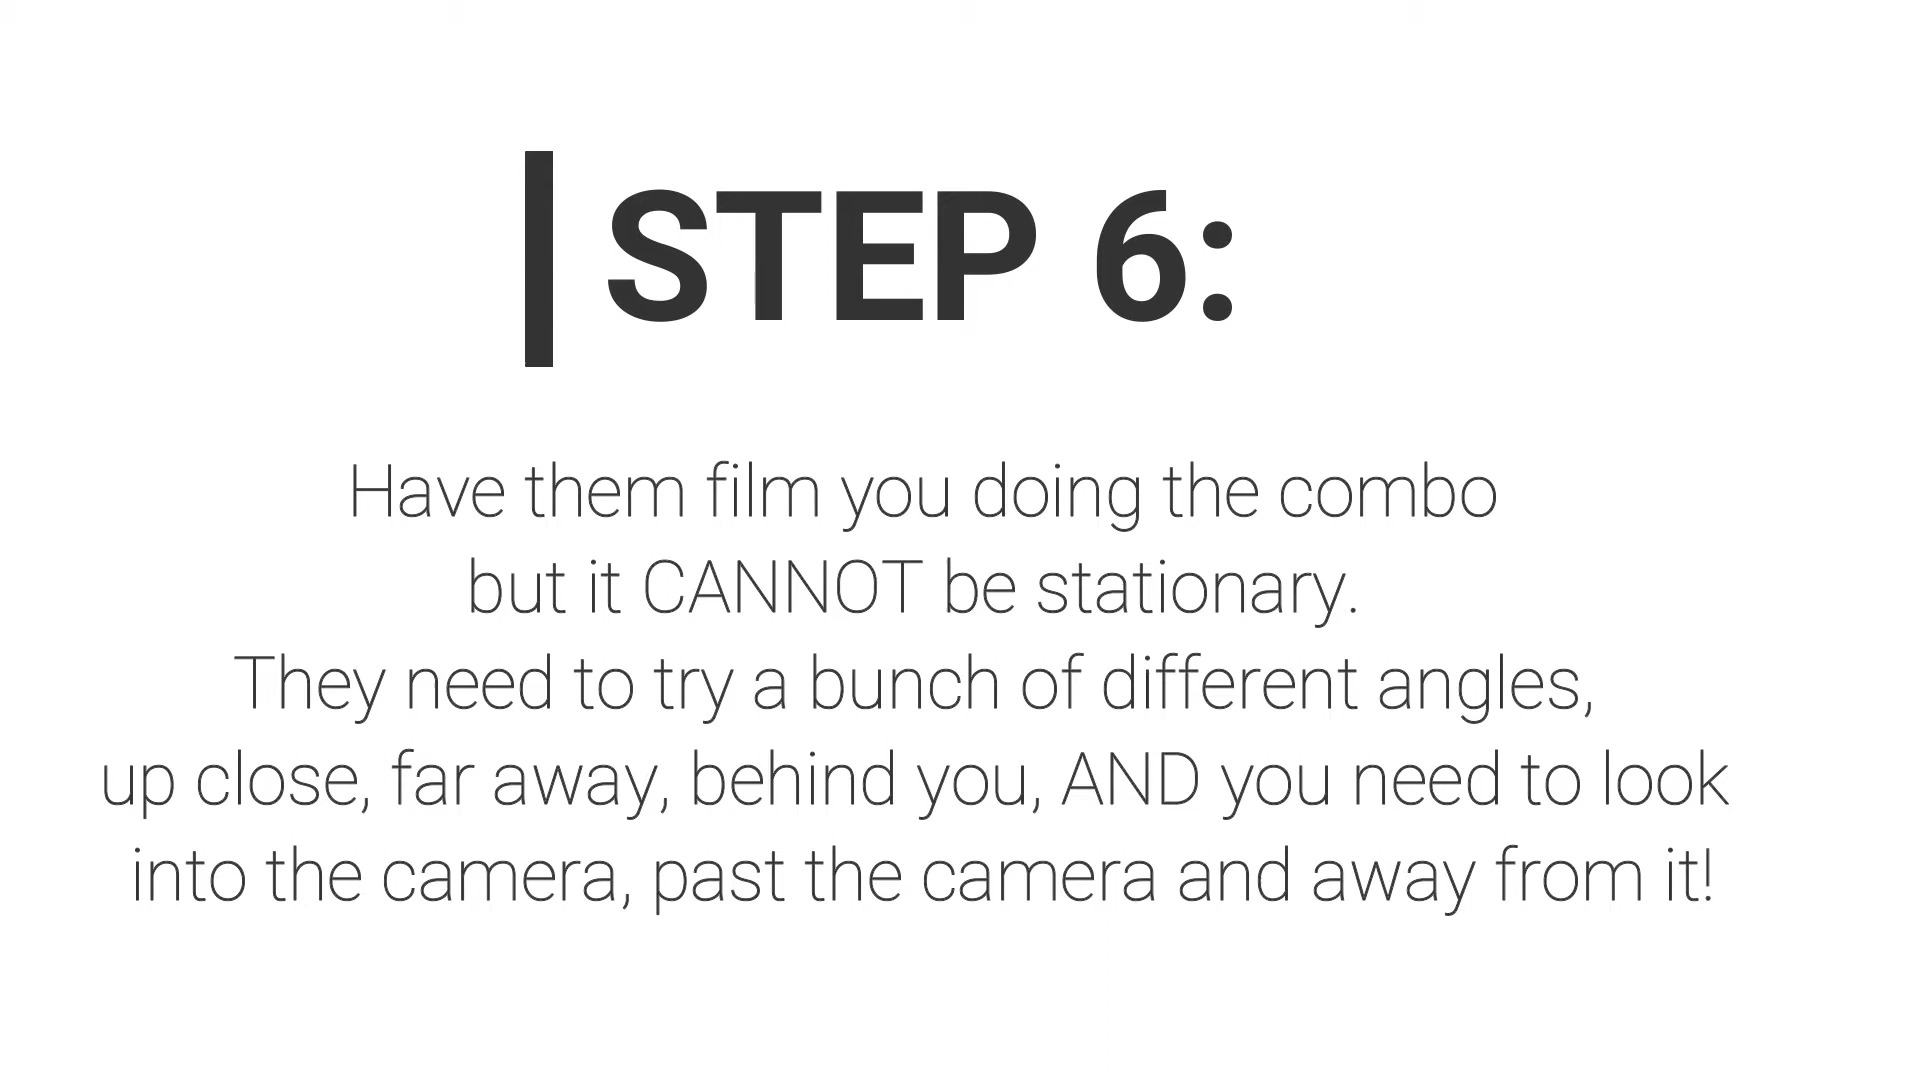 STEP 6:
Have them film you doing the combo
but it CANNOT be stationary.
They need to try a bunch of different angles,
up close, far away, behind you, AND you need to look
into the camera, past the camera and away from it!